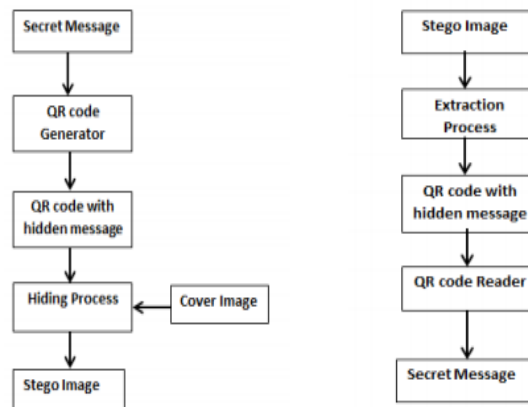 Secret Message
QR code
Generator
QR code with
hidden message
Hiding Process
Cover Image
Stego Image
Stego Image
Extraction
Process
QR code with
hidden message
QR code Reader
Secret Message